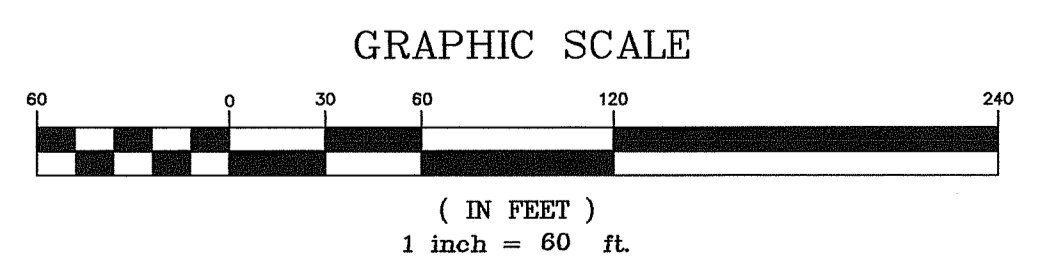 GRAPHIC SCALE
60 0 30 60 120 240
( IN FEET )
1 inch = 60 ft.